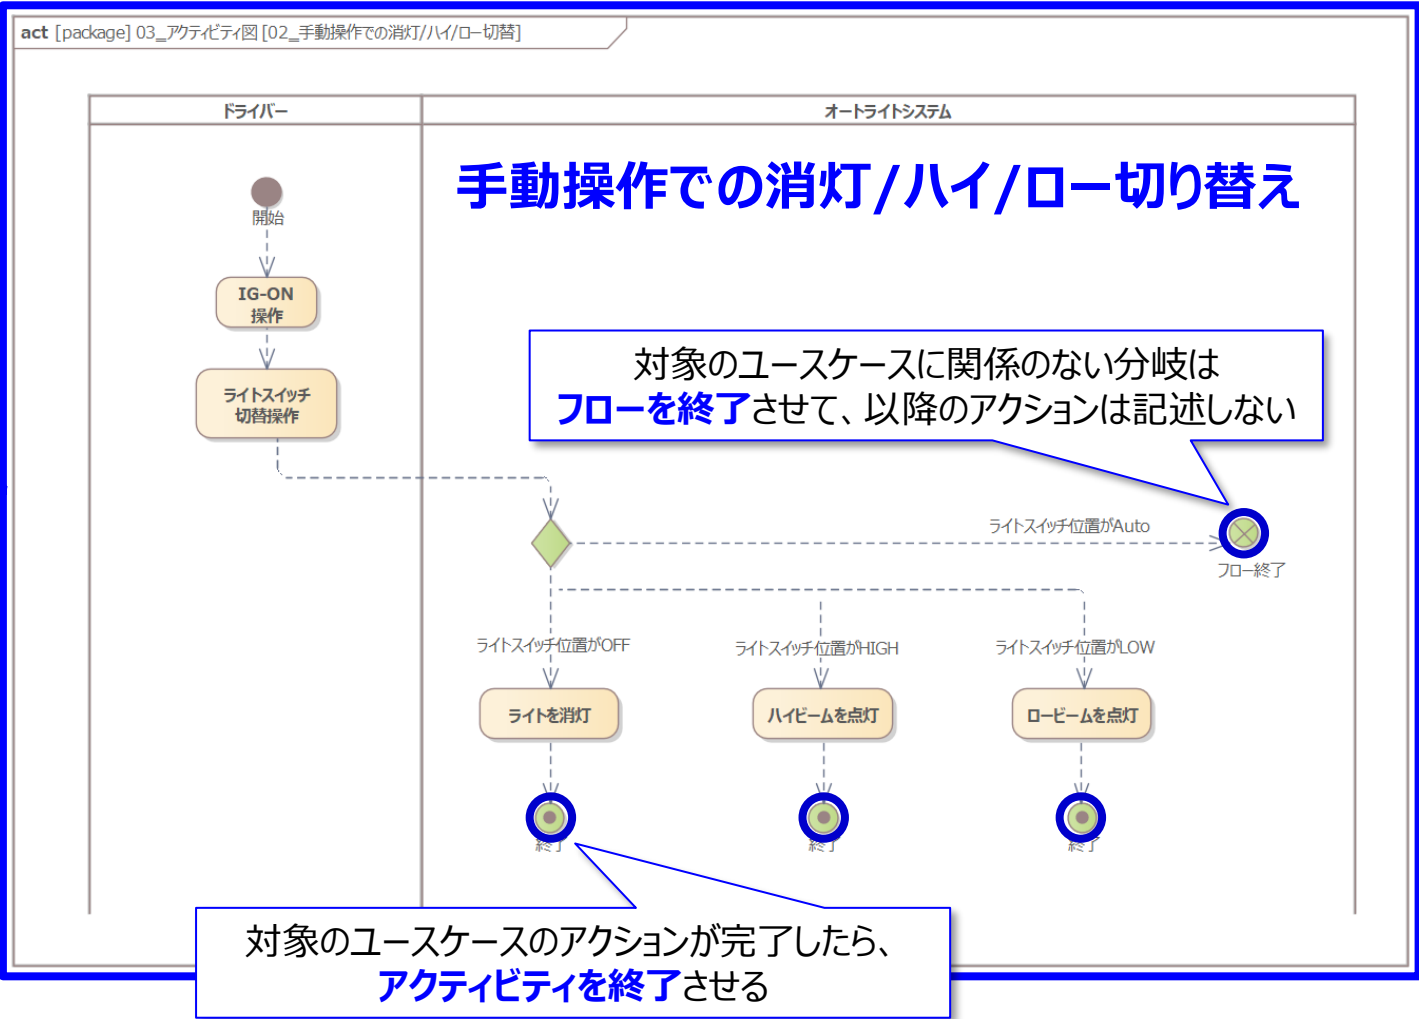 act [package] 03_アクティビティ図 [02_手動操作での消灯/ハイ/ロー切替]
ドライバー
オートライトシステム
手動操作での消灯/ハイ/ロー切り替え
開始
IG-ON
操作
対象のユースケースに関係のない分岐は
フローを終了させて、以降のアクションは記述しない
ライトスイッチ
切替操作
ライトスイッチ位置がAuto
フロー終了
ライトスイッチ位置がOFF
ライトスイッチ位置がHIGH
ライトスイッチ位置がLOW
ライトを消灯
ハイビームを点灯
ロービームを点灯
終了
終了
終了
対象のユースケースのアクションが完了したら、
アクティビティを終了させる